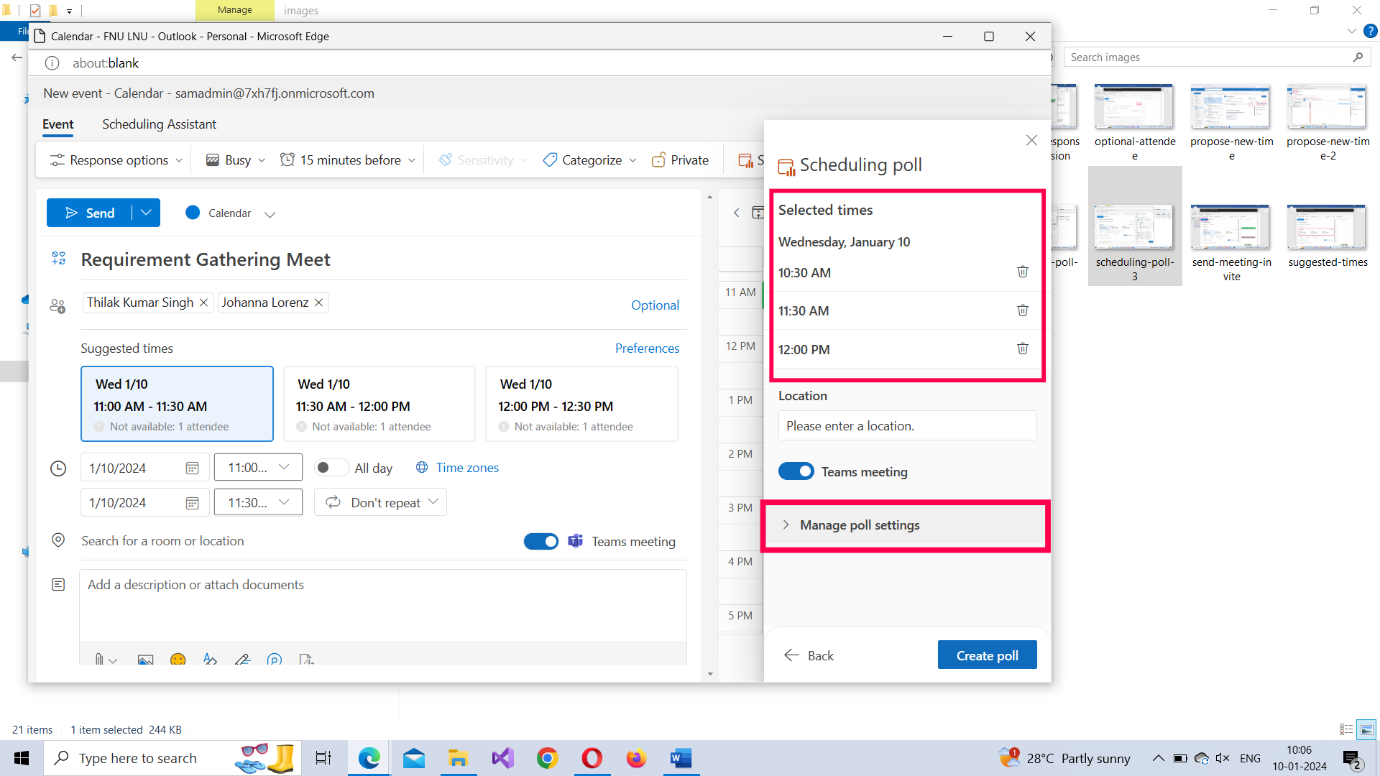 Manage
images
Fil
Calendar - FNU LNU - Outlook - Personal - Microsoft Edge
about:blank
Search images
New event - Calendar - samadmin@7xh7fj.onmicrosoft.com
Event
Scheduling Assistant
Response options
Busy
15 minutes before
Sensitivity
Categorize
Private
S
Send
Calendar
Requirement Gathering Meet
Thilak Kumar Singh
Johanna Lorenz
Optional
Suggested times
Preferences
Wed 1/10
11:00 AM - 11:30 AM
Not available: 1 attendee
Wed 1/10
11:30 AM - 12:00 PM
Not available: 1 attendee
Wed 1/10
12:00 PM - 12:30 PM
Not available: 1 attendee
1/10/2024
11:00...
All day
Time zones
1/10/2024
11:30...
Don't repeat
Search for a room or location
Teams meeting
Add a description or attach documents
11 AM
12 PM
1 PM
2 PM
3 PM
4 PM
5 PM
Scheduling poll
Selected times
Wednesday, January 10
10:30 AM
11:30 AM
12:00 PM
Location
Please enter a location.
Teams meeting
Manage poll settings
Back
Create poll
espons
sion
optional-attende
e
propose-new-tim
e
propose-new-tim
e-2
-poll-
scheduling-poll-
3
send-meeting-in
vite
suggested-times
21 items
1 item selected 244 KB
Type here to search
1
28°C Partly sunny
ENG
10:06
10-01-2024
2